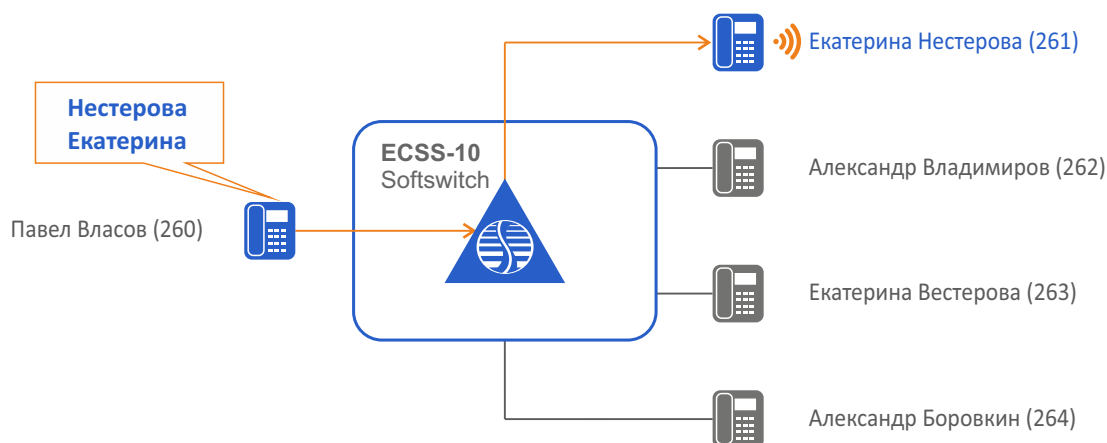 Екатерина Нестерова (261)
Нестерова
Екатерина
ECSS-10
Softswitch
Александр Владимиров (262)
Павел Власов (260)
Екатерина Вестерова (263)
Александр Боровкин (264)